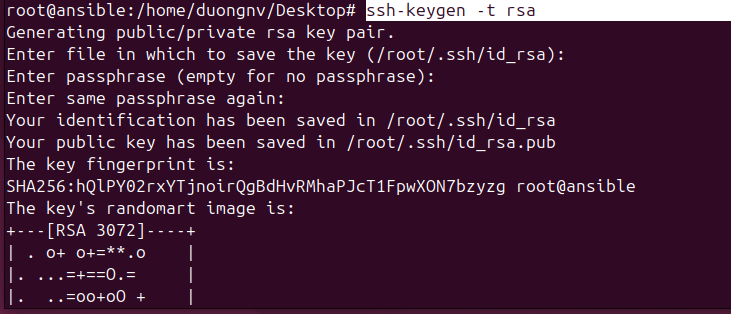 root@ansible:/home/duongnv/Desktop# ssh-keygen -t rsa
Generating public/private rsa key pair.
Enter file in which to save the key (/root/.ssh/id_rsa):
Enter passphrase (empty for no passphrase):
Enter same passphrase again:
Your identification has been saved in /root/.ssh/id_rsa
Your public key has been saved in /root/.ssh/id_rsa.pub
The key fingerprint is:
SHA256:hQlPY02rxYTjnoirQgBdHvRMhaPJcT1FpwXON7bzyzg root@ansible
The key's randomart image is:
+---[RSA 3072]----+
| . o+ o+=**.o    |
|. ...=+==O.=     |
|.  ..=oo+oO +    |